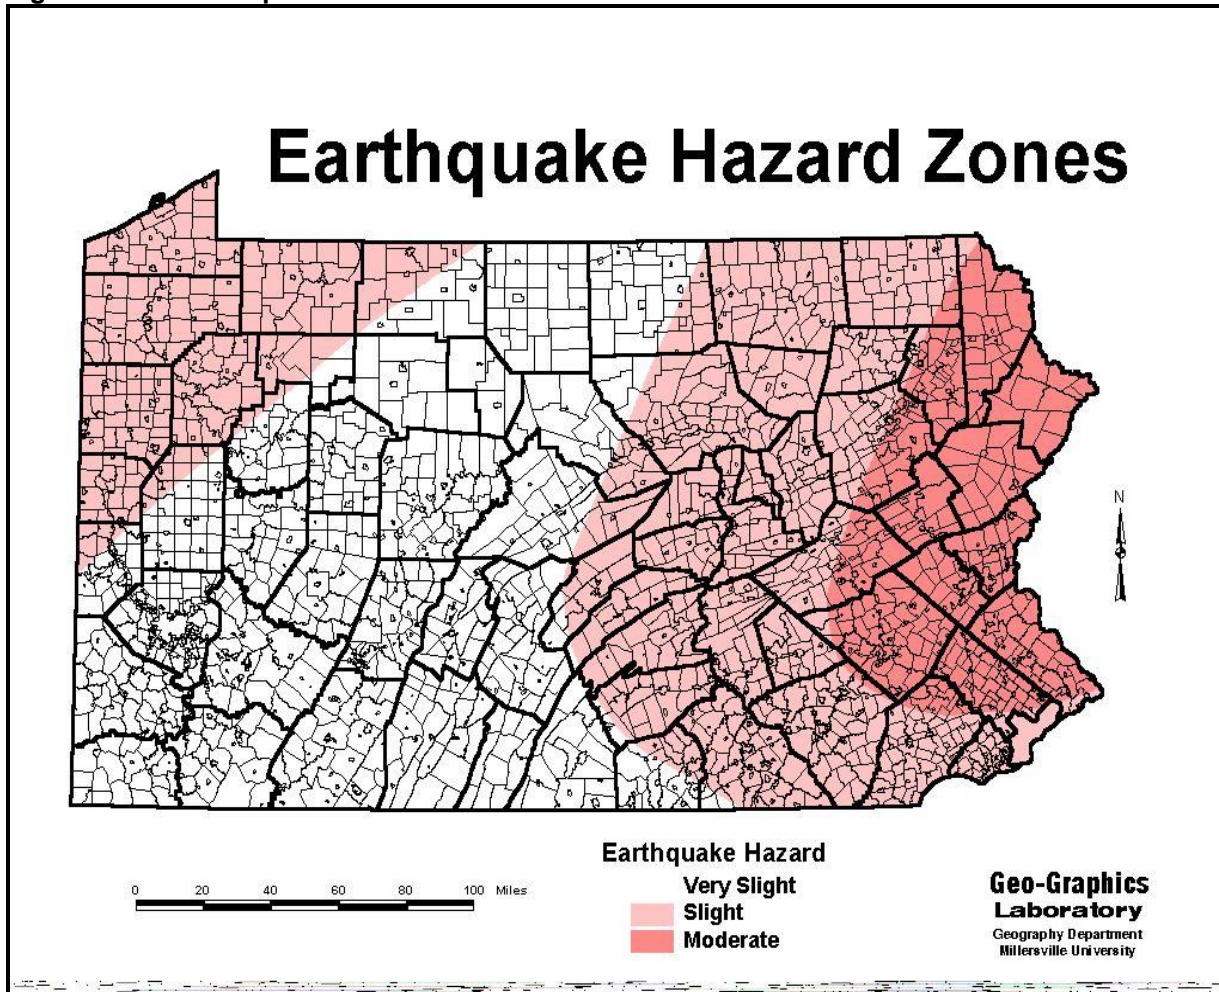 Earthquake Hazard Zones
N
Earthquake Hazard
Very Slight
Slight
Moderate
0 20 40 60 80 100 Miles
Geo-Graphics
Laboratory
Geography Department
Millersville University